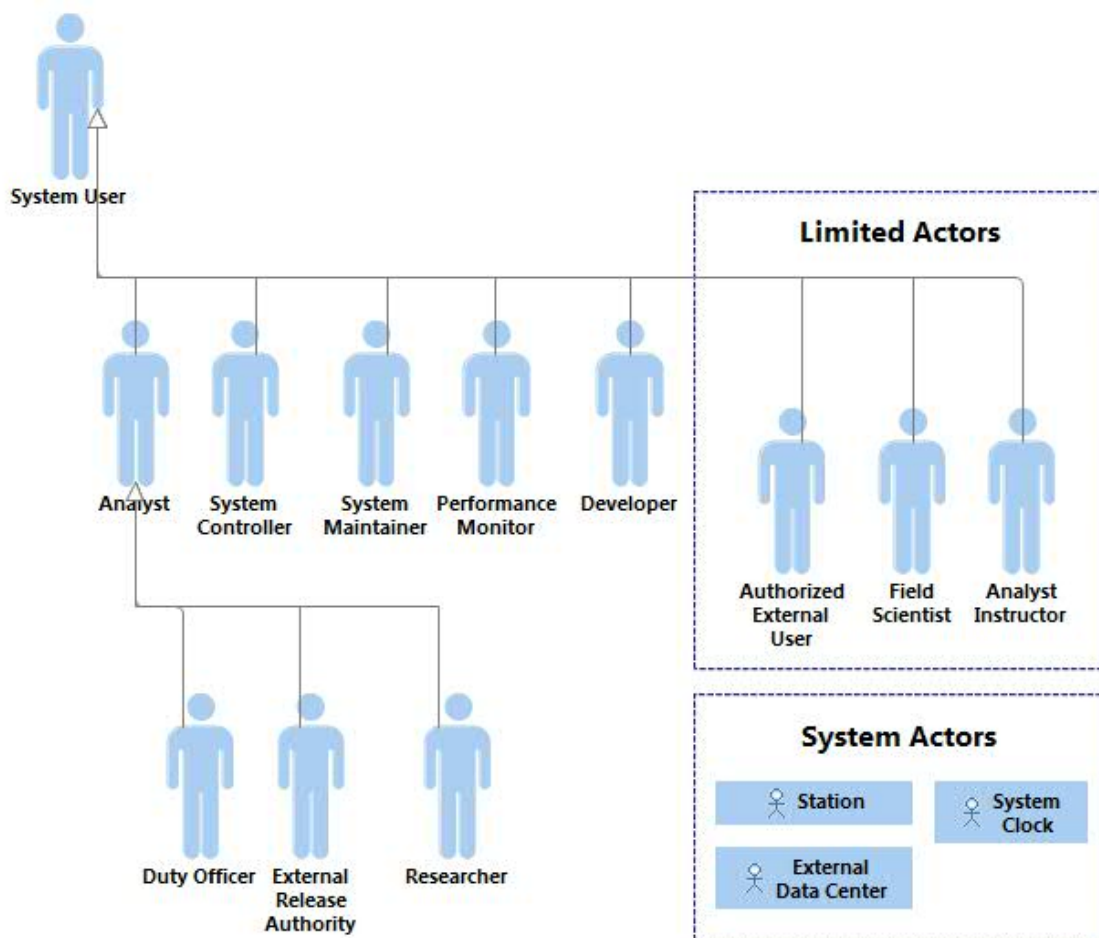 System User
Limited Actors
Analyst
System
Controller
System
Maintainer
Performance
Monitor
Developer
Authorized
External
User
Field
Scientist
Analyst
Instructor
Duty Officer
External
Release
Authority
Researcher
System Actors
Station
System
Clock
External
Data Center